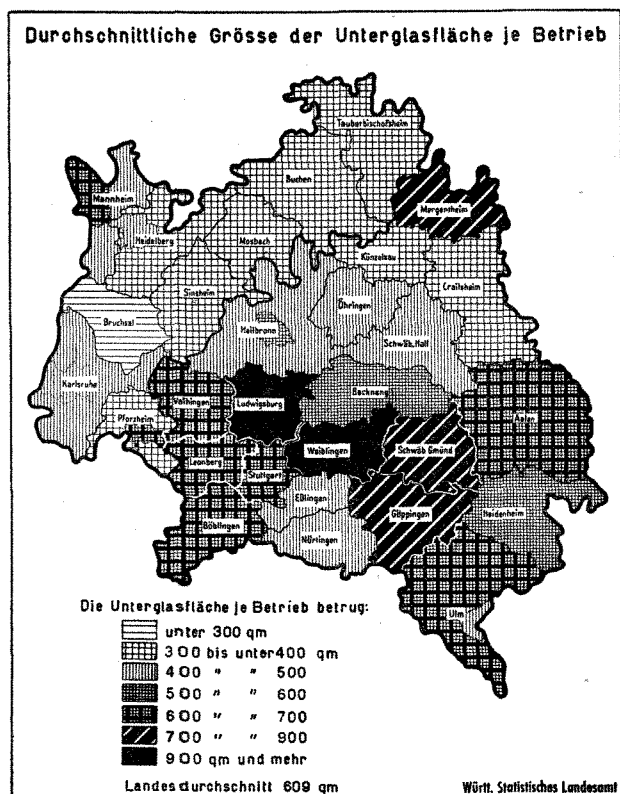 Durchschnittliche Grösse der Unterglasfläche je Betrieb
Tauberbischofsheim
Buchen
Mannheim
Mergentheim
Heidelberg
Mosbach
Künzelsau
Sinsheim
Crailsheim
Öhringen
Bruchsal
Heilbronn
Schwäb. Hall
Karlsruhe
Backnang
Vaihingen
Ludwigsburg
Pforzheim
Aalen
Waiblingen
Schwäb Gmünd
Leonberg
Stuttgart
Eßlingen
Böblingen
Göppingen
Heidenheim
Nürtingen
Ulm
Die Unterglasfläche je Betrieb betrug:
unter 300 qm
300 bis unter 400 qm
400 " " 500
500 " " 600
600 " " 700
700 " " 900
900 qm und mehr
Landesdurchschnitt 609 qm
Württ. Statistisches Landesamt